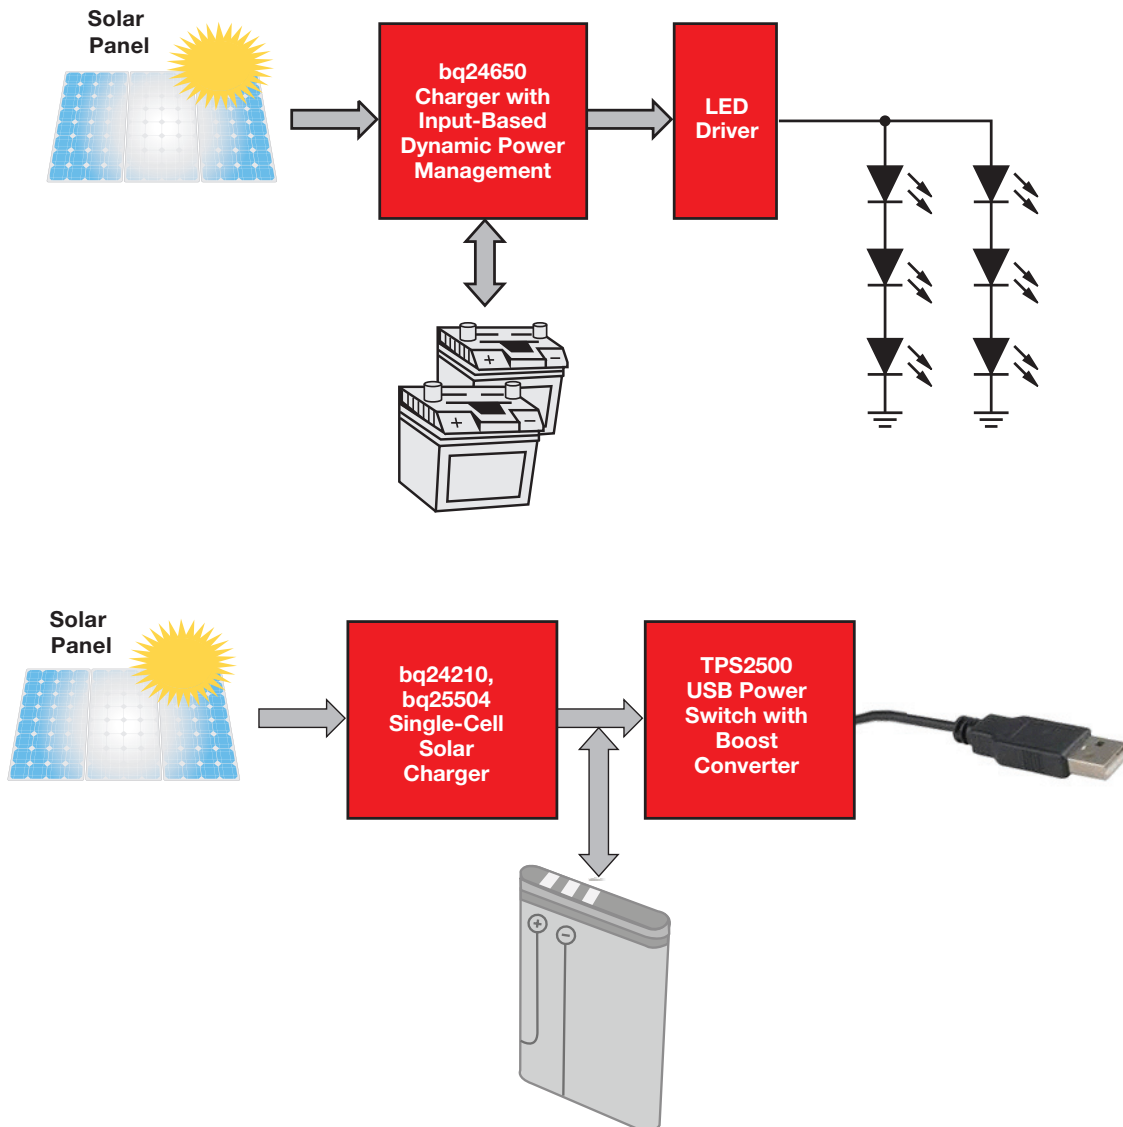 Solar
Panel
bq24650
Charger with
Input-Based
Dynamic Power
Management
LED
Driver
+
−
+
−
Solar
Panel
bq24210,
bq25504
Single-Cell
Solar
Charger
TPS2500
USB Power
Switch with
Boost
Converter
+
−